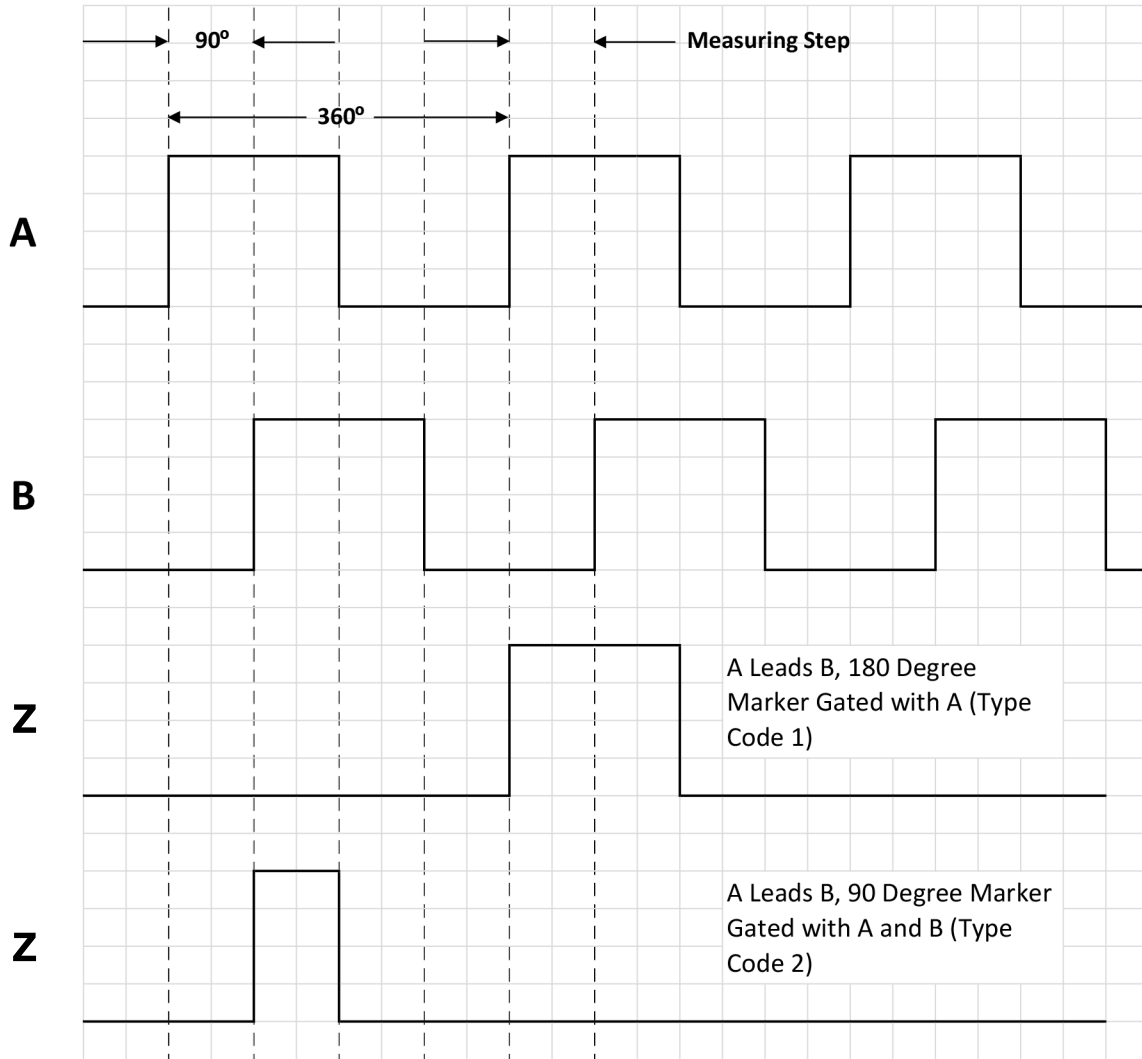 90º
Measuring Step
360º
A
B
Z
A Leads B, 180 Degree
Marker Gated with A (Type
Code 1)
Z
A Leads B, 90 Degree Marker
Gated with A and B (Type
Code 2)